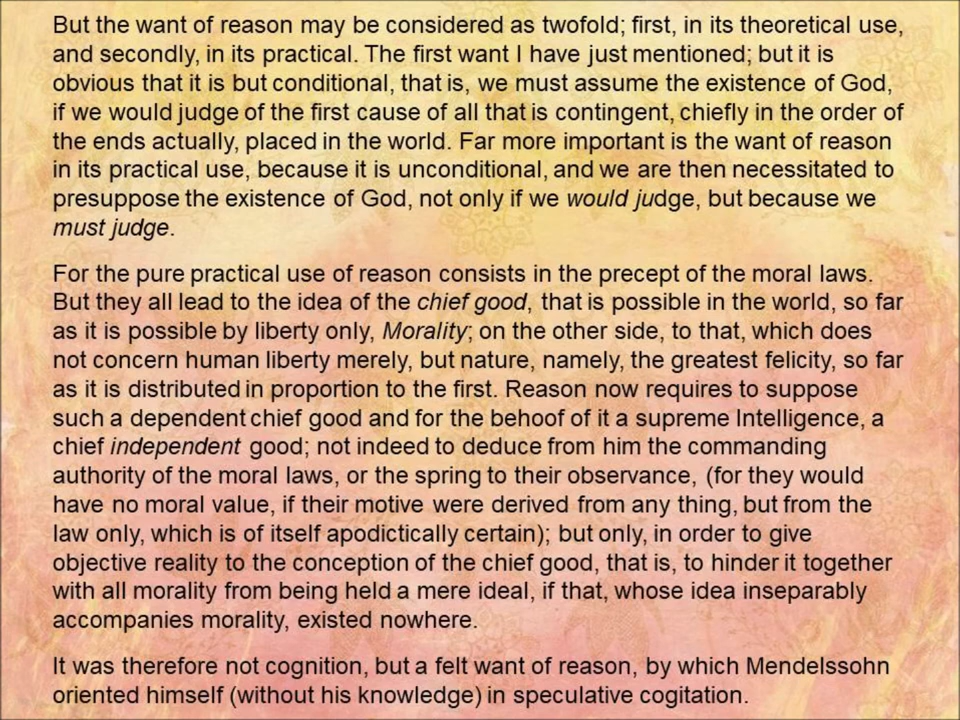 But the want of reason may be considered as twofold; first, in its theoretical use,
and secondly, in its practical. The first want I have just mentioned; but it is
obvious that it is but conditional, that is, we must assume the existence of God,
if we would judge of the first cause of all that is contingent, chiefly in the order of
the ends actually, placed in the world. Far more important is the want of reason
in its practical use, because it is unconditional, and we are then necessitated to
presuppose the existence of God, not only if we would judge, but because we
must judge.
For the pure practical use of reason consists in the precept of the moral laws.
But they all lead to the idea of the chief good, that is possible in the world, so far
as it is possible by liberty only, Morality; on the other side, to that, which does
not concern human liberty merely, but nature, namely, the greatest felicity, so far
as it is distributed in proportion to the first. Reason now requires to suppose
such a dependent chief good and for the behoof of it a supreme Intelligence, a
chief independent good; not indeed to deduce from him the commanding
authority of the moral laws, or the spring to their observance, (for they would
have no moral value, if their motive were derived from any thing, but from the
law only, which is of itself apodictically certain); but only, in order to give
objective reality to the conception of the chief good, that is, to hinder it together
with all morality from being held a mere ideal, if that, whose idea inseparably
accompanies morality, existed nowhere.
It was therefore not cognition, but a felt want of reason, by which Mendelssohn
oriented himself (without his knowledge) in speculative cogitation.